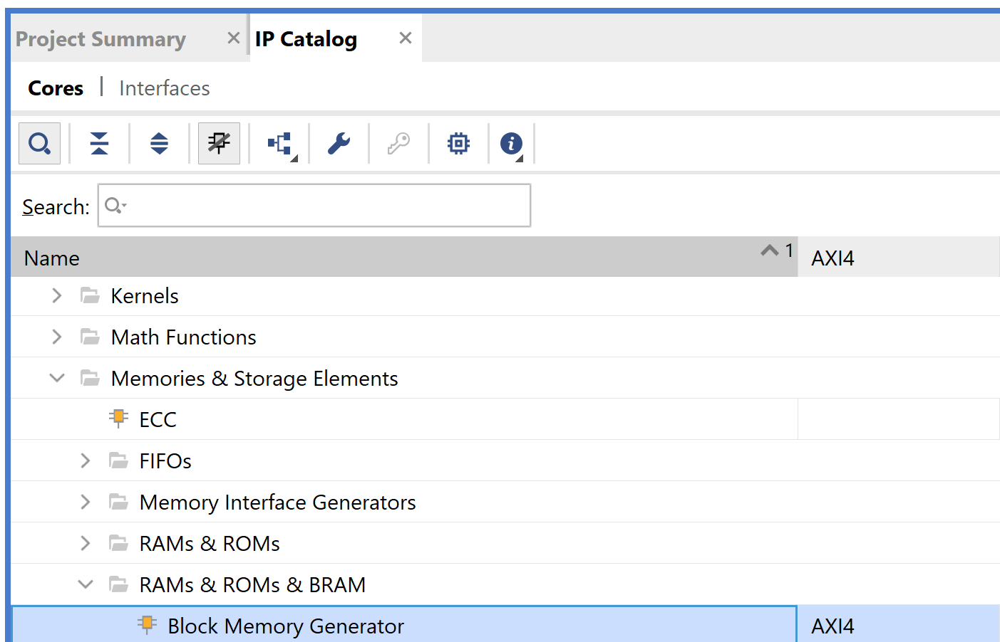 Project Summary
IP Catalog
Cores | Interfaces
Search:
Name 1 AXI4
Kernels
Math Functions
Memories & Storage Elements
ECC
FIFOs
Memory Interface Generators
RAMs & ROMs
RAMs & ROMs & BRAM
Block Memory Generator AXI4